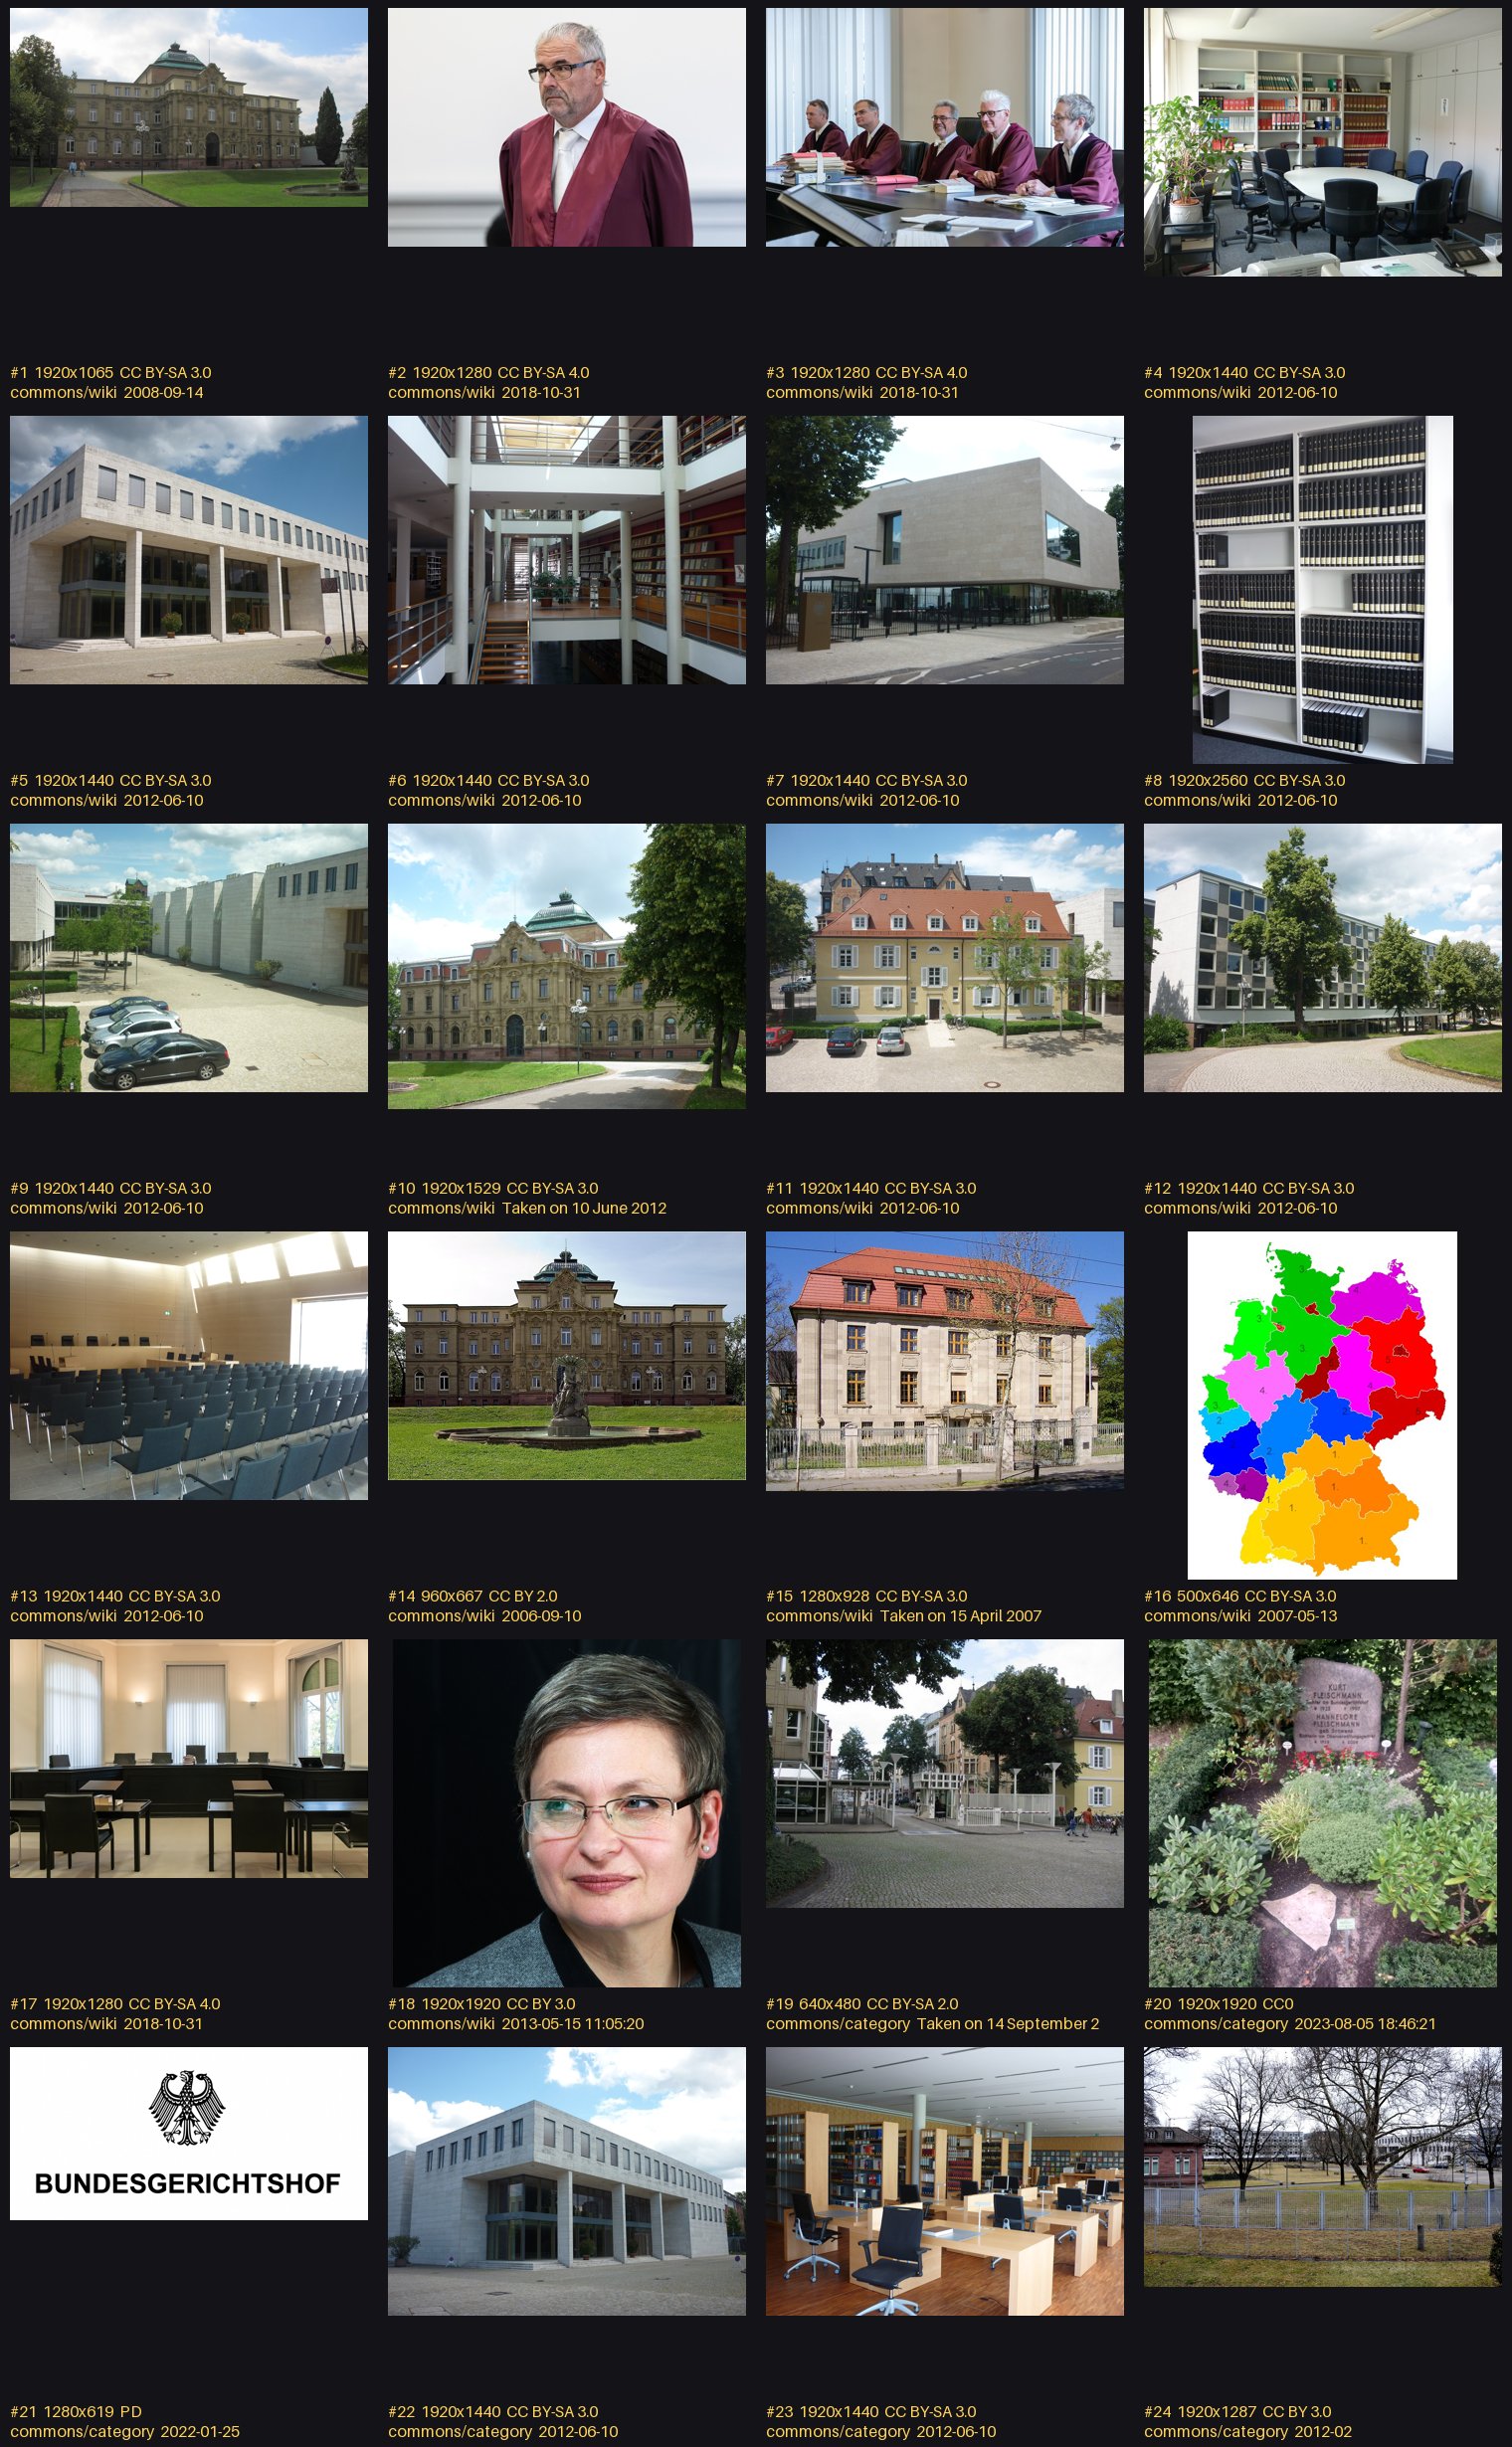 #1 1920x1065 CC BY-SA 3.0
commons/wiki 2008-09-14
#2 1920x1280 CC BY-SA 4.0
commons/wiki 2018-10-31
#3 1920x1280 CC BY-SA 4.0
commons/wiki 2018-10-31
#4 1920x1440 CC BY-SA 3.0
commons/wiki 2012-06-10
#5 1920x1440 CC BY-SA 3.0
commons/wiki 2012-06-10
#6 1920x1440 CC BY-SA 3.0
commons/wiki 2012-06-10
#7 1920x1440 CC BY-SA 3.0
commons/wiki 2012-06-10
#8 1920x2560 CC BY-SA 3.0
commons/wiki 2012-06-10
#9 1920x1440 CC BY-SA 3.0
commons/wiki 2012-06-10
#10 1920x1529 CC BY-SA 3.0
commons/wiki Taken on 10 June 2012
#11 1920x1440 CC BY-SA 3.0
commons/wiki 2012-06-10
#12 1920x1440 CC BY-SA 3.0
commons/wiki 2012-06-10
#13 1920x1440 CC BY-SA 3.0
commons/wiki 2012-06-10
#14 960x667 CC BY 2.0
commons/wiki 2006-09-10
#15 1280x928 CC BY-SA 3.0
commons/wiki Taken on 15 April 2007
#16 500x646 CC BY-SA 3.0
commons/wiki 2007-05-13
#17 1920x1280 CC BY-SA 4.0
commons/wiki 2018-10-31
#18 1920x1920 CC BY 3.0
commons/wiki 2013-05-15 11:05:20
#19 640x480 CC BY-SA 2.0
commons/category Taken on 14 September 2
KURT
FLEISCHMANN
HANNELORE
FLEISCHMANN
#20 1920x1920 CC0
commons/category 2023-08-05 18:46:21
BUNDESGERICHTSHOF
#21 1280x619 PD
commons/category 2022-01-25
#22 1920x1440 CC BY-SA 3.0
commons/category 2012-06-10
#23 1920x1440 CC BY-SA 3.0
commons/category 2012-06-10
#24 1920x1287 CC BY 3.0
commons/category 2012-02